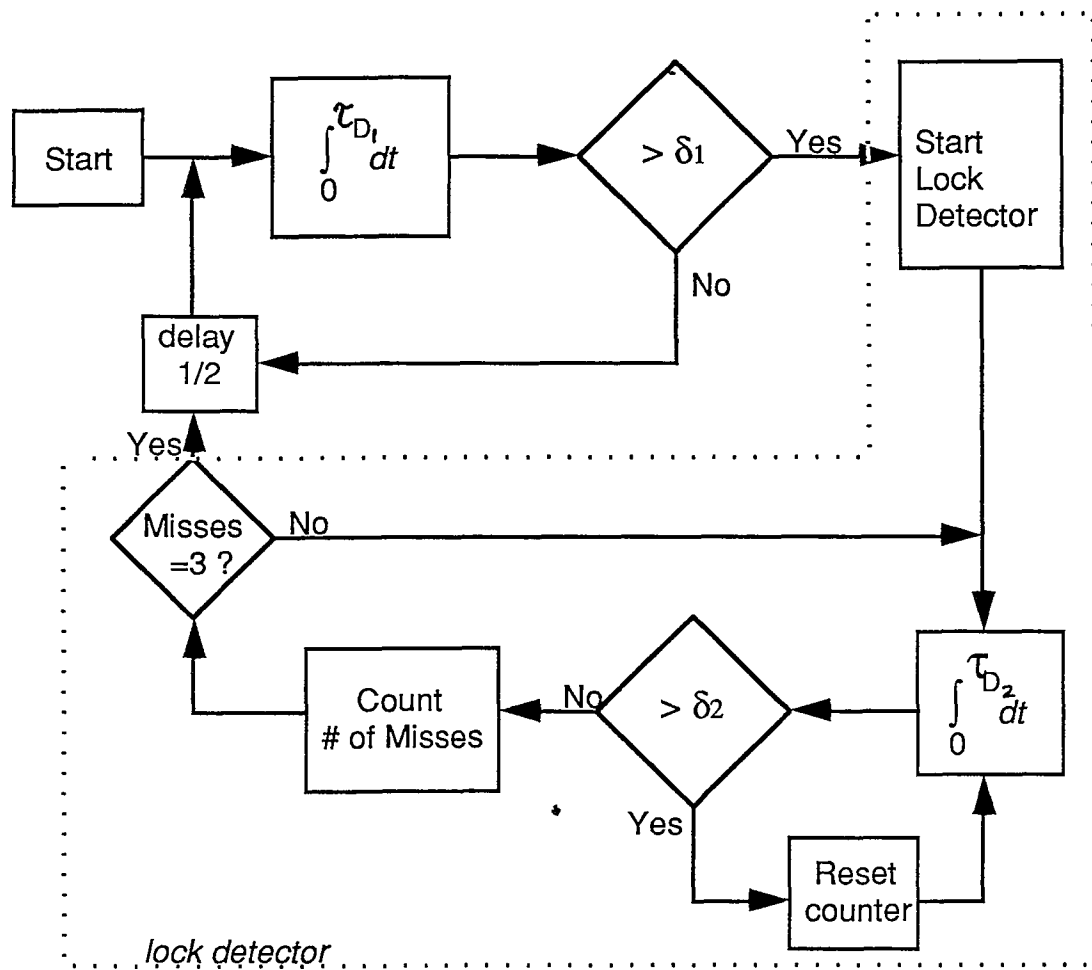 Start
τD1
∫ dt
0
> δ1
Yes
Start
Lock
Detector
No
delay
1/2
Yes
Misses
=3 ?
No
Count
# of Misses
No
> δ2
τD2
∫ dt
0
Yes
Reset
counter
lock detector